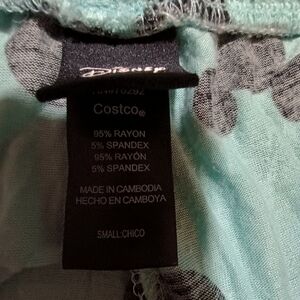 Disney
Costco®
95% RAYON
5% SPANDEX
95% RAYÓN
5% SPANDEX
MADE IN CAMBODIA
HECHO EN CAMBOYA
SMALL:CHICO